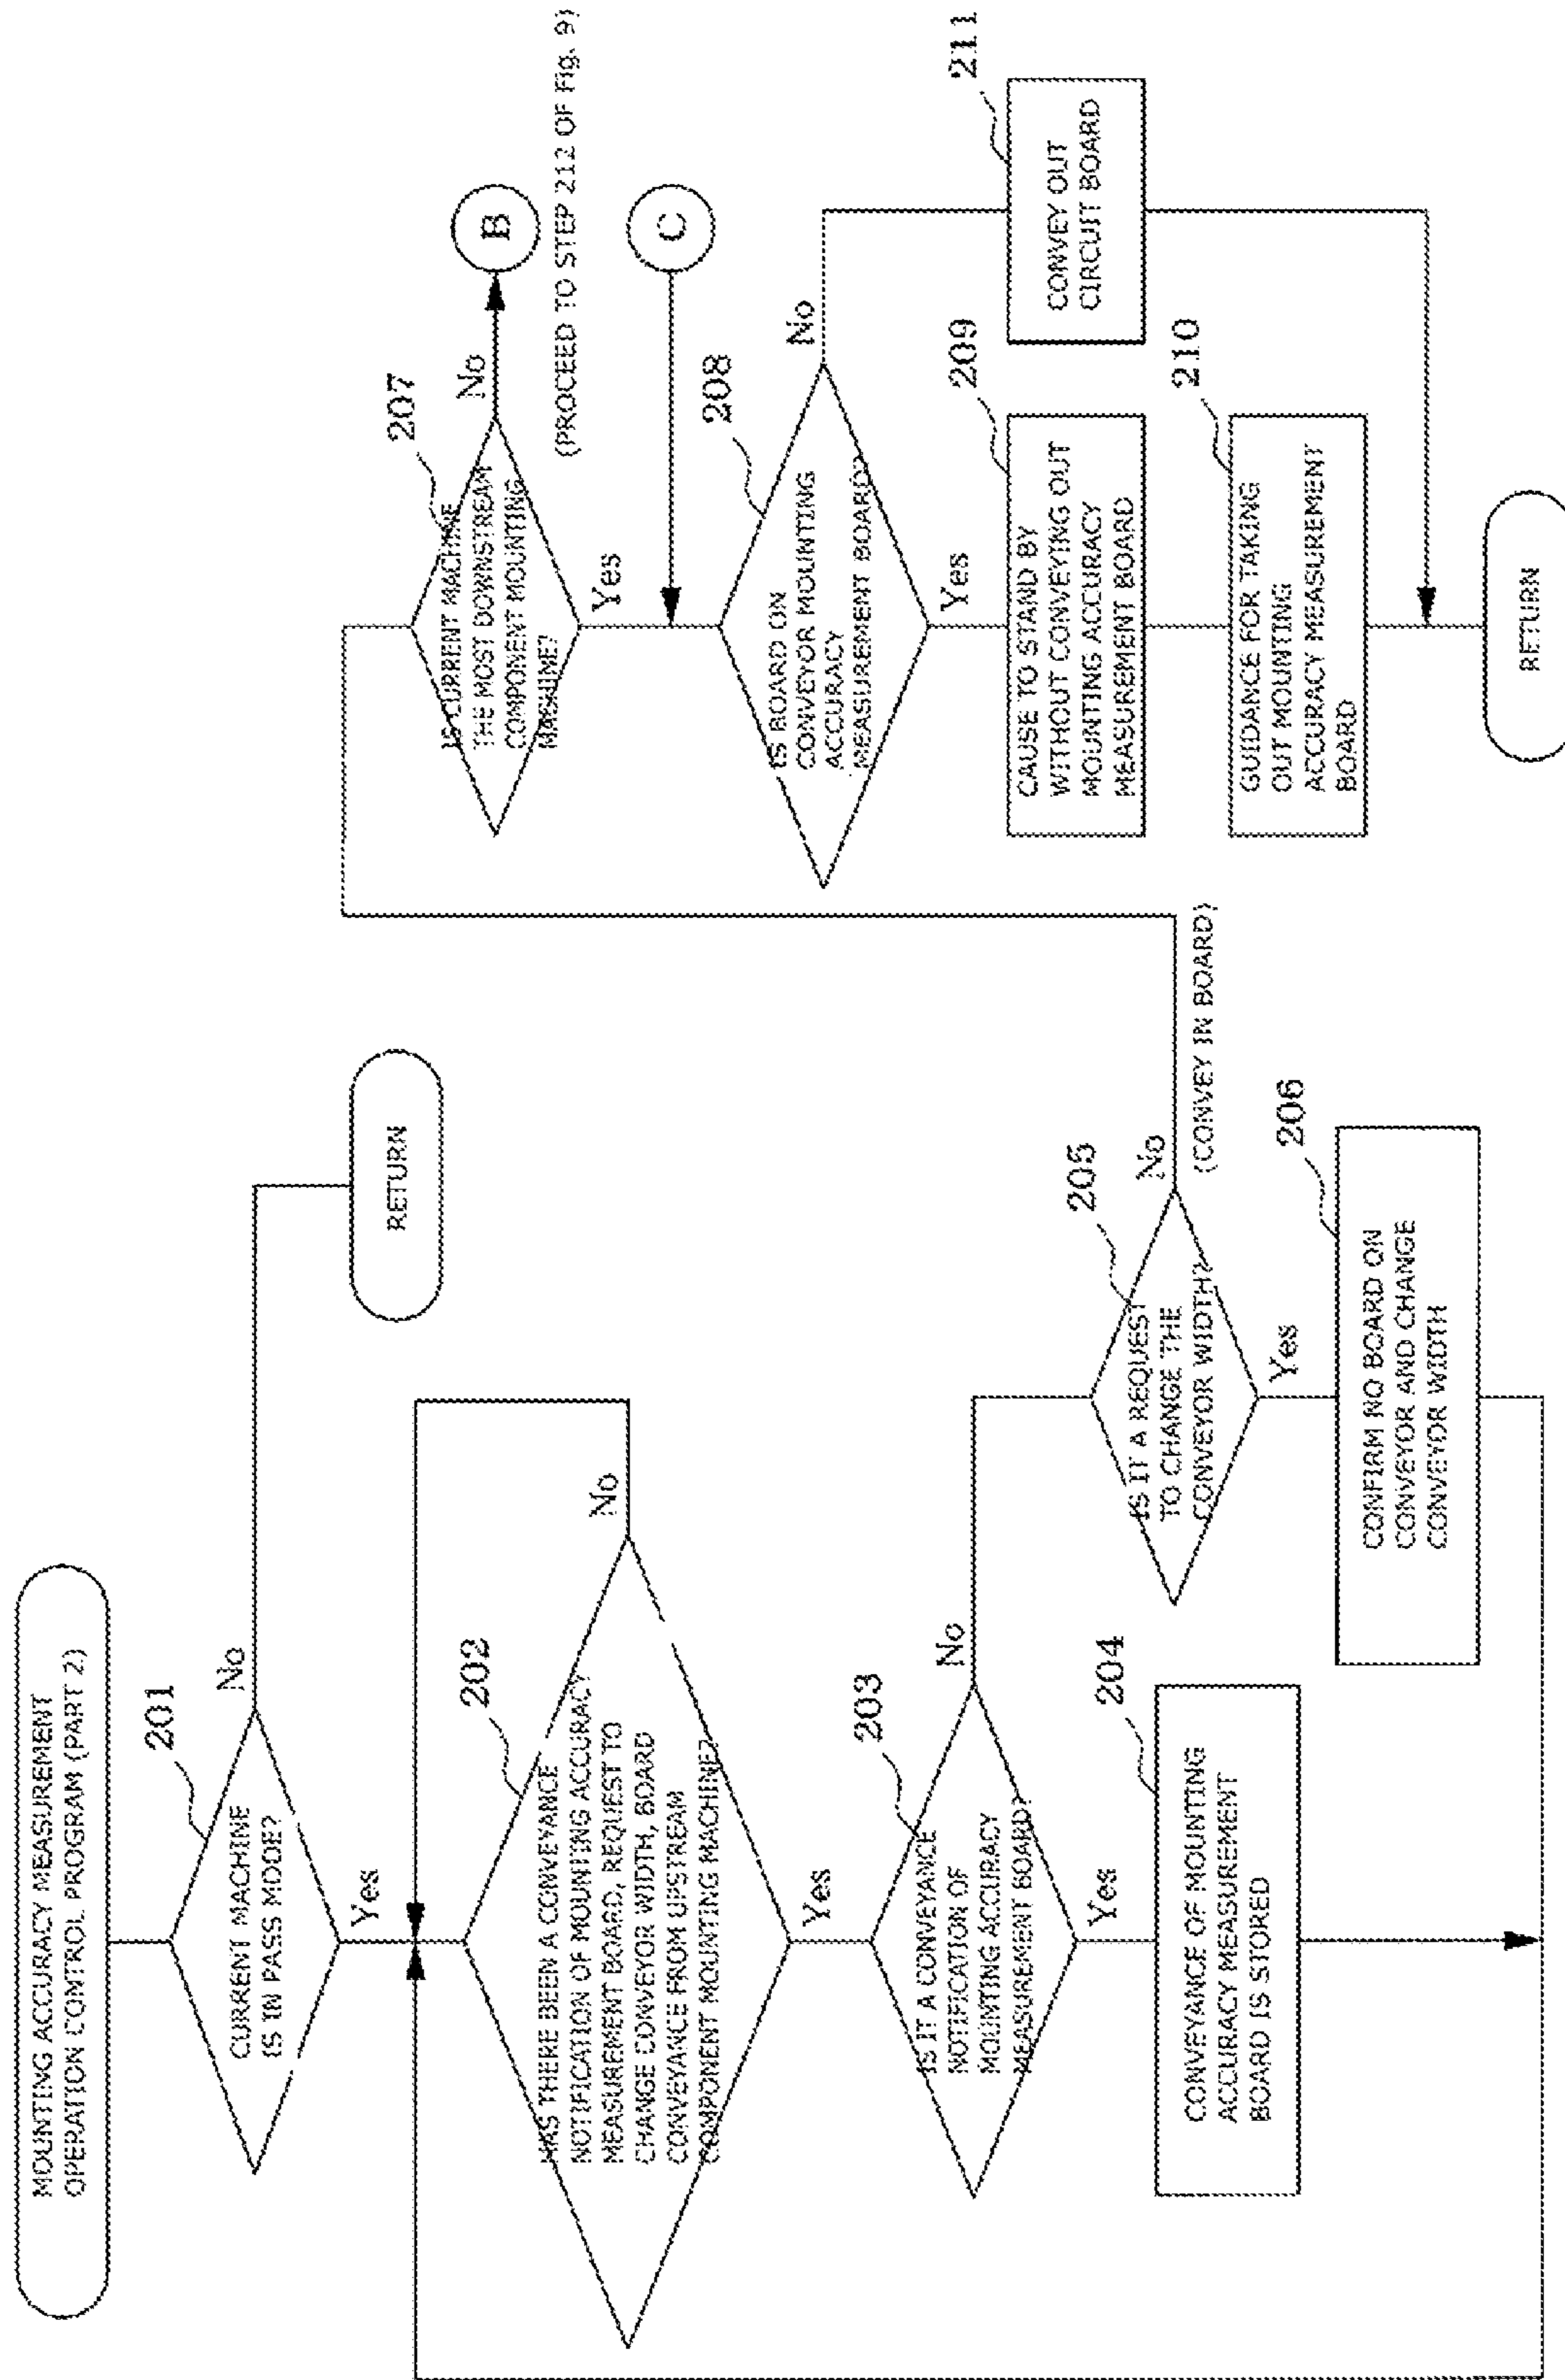 MOUNTING ACCURACY MEASUREMENT
OPERATION CONTROL PROGRAM (PART 2)
201
CURRENT MACHINE
IS IN PASS MODE?
No
Yes
RETURN
202
HAS THERE BEEN A CONVEYANCE
NOTIFICATION OF MOUNTING ACCURACY
MEASUREMENT BOARD, REQUEST TO
CHANGE CONVEYOR WIDTH, BOARD
CONVEYANCE FROM UPSTREAM
COMPONENT MOUNTING MACHINE?
No
Yes
203
IS IT A CONVEYANCE
NOTIFICATION OF
MOUNTING ACCURACY
MEASUREMENT BOARD?
No
Yes
204
CONVEYANCE OF MOUNTING
ACCURACY MEASUREMENT
BOARD IS STORED
205
IS IT A REQUEST
TO CHANGE THE
CONVEYOR WIDTH?
No
(CONVEY IN BOARD)
Yes
206
CONFIRM NO BOARD ON
CONVEYOR AND CHANGE
CONVEYOR WIDTH
207
IS CURRENT MACHINE
THE MOST DOWNSTREAM
COMPONENT MOUNTING
MACHINE?
No
B
(PROCEED TO STEP 212 OF Fig. 9)
Yes
C
208
IS BOARD ON
CONVEYOR MOUNTING
ACCURACY
MEASUREMENT BOARD?
No
Yes
209
CAUSE TO STAND BY
WITHOUT CONVEYING OUT
MOUNTING ACCURACY
MEASUREMENT BOARD
210
GUIDANCE FOR TAKING
OUT MOUNTING
ACCURACY MEASUREMENT
BOARD
211
CONVEY OUT
CIRCUIT BOARD
RETURN